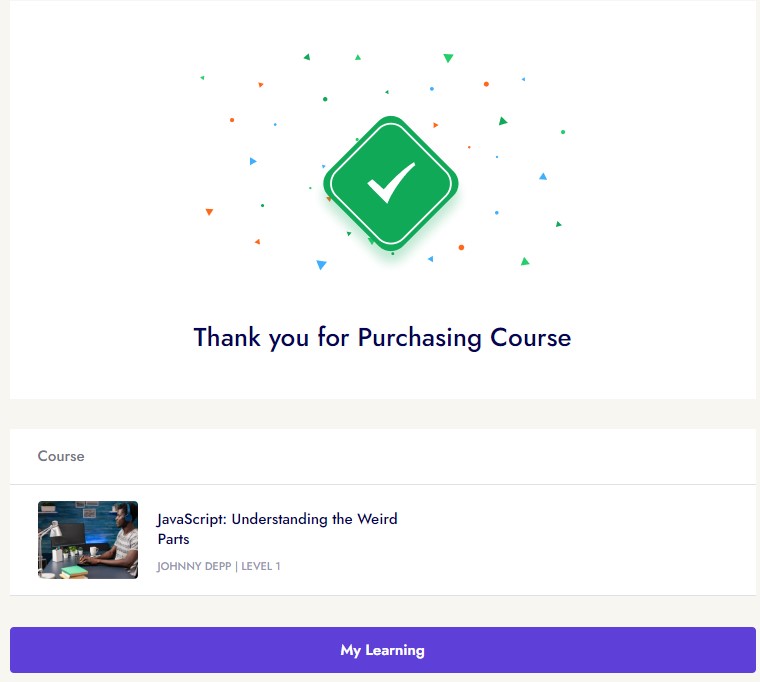 Thank you for Purchasing Course
Course
JavaScript: Understanding the Weird
Parts
JOHNNY DEPP | LEVEL 1
My Learning